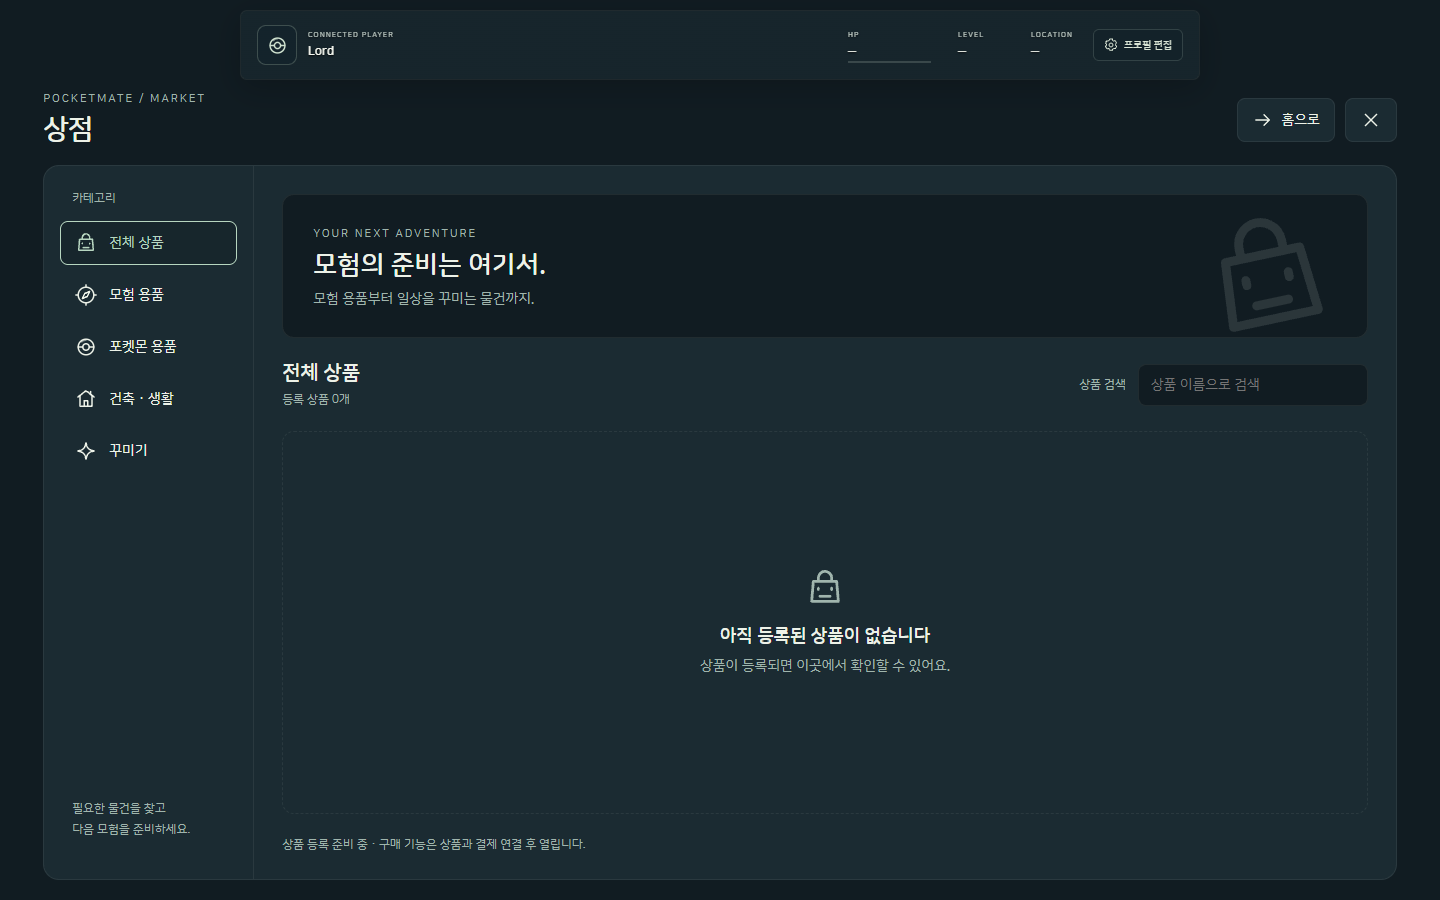 CONNECTED PLAYER
Lord
HP
—
LEVEL
—
LOCATION
—
프로필 편집
POCKETMATE / MARKET
상점
홈으로
카테고리
전체 상품
모험 용품
포켓몬 용품
건축 · 생활
꾸미기
필요한 물건을 찾고
다음 모험을 준비하세요.
YOUR NEXT ADVENTURE
모험의 준비는 여기서.
모험 용품부터 일상을 꾸미는 물건까지.
전체 상품
등록 상품 0개
상품 검색
상품 이름으로 검색
아직 등록된 상품이 없습니다
상품이 등록되면 이곳에서 확인할 수 있어요.
상품 등록 준비 중 · 구매 기능은 상품과 결제 연결 후 열립니다.